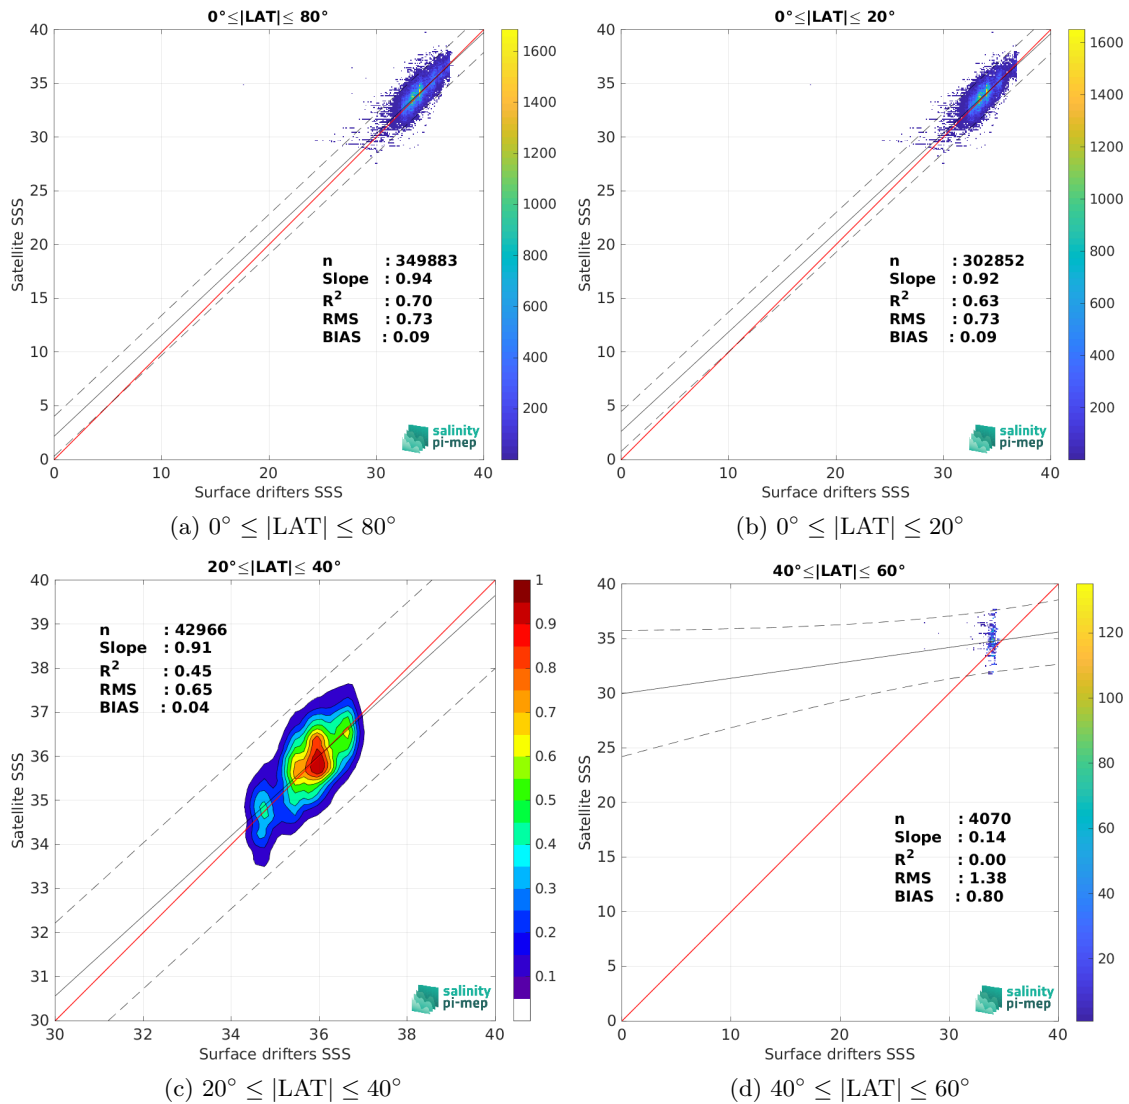 0°≤|LAT|≤ 80°
40
35
30
25
20
15
10
5
0
Satellite SSS
n : 349883
Slope : 0.94
R² : 0.70
RMS : 0.73
BIAS : 0.09
salinity
pi-mep
0 10 20 30 40
Surface drifters SSS
1600
1400
1200
1000
800
600
400
200
(a) 0° ≤ |LAT| ≤ 80°
0°≤|LAT|≤ 20°
40
35
30
25
20
15
10
5
0
Satellite SSS
n : 302852
Slope : 0.92
R² : 0.63
RMS : 0.73
BIAS : 0.09
salinity
pi-mep
0 10 20 30 40
Surface drifters SSS
1600
1400
1200
1000
800
600
400
200
(b) 0° ≤ |LAT| ≤ 20°
20°≤|LAT|≤ 40°
40
39
38
37
36
35
34
33
32
31
30
Satellite SSS
n : 42966
Slope : 0.91
R² : 0.45
RMS : 0.65
BIAS : 0.04
salinity
pi-mep
30 32 34 36 38 40
Surface drifters SSS
1
0.9
0.8
0.7
0.6
0.5
0.4
0.3
0.2
0.1
(c) 20° ≤ |LAT| ≤ 40°
40°≤|LAT|≤ 60°
40
35
30
25
20
15
10
5
0
Satellite SSS
n : 4070
Slope : 0.14
R² : 0.00
RMS : 1.38
BIAS : 0.80
salinity
pi-mep
0 10 20 30 40
Surface drifters SSS
120
100
80
60
40
20
(d) 40° ≤ |LAT| ≤ 60°